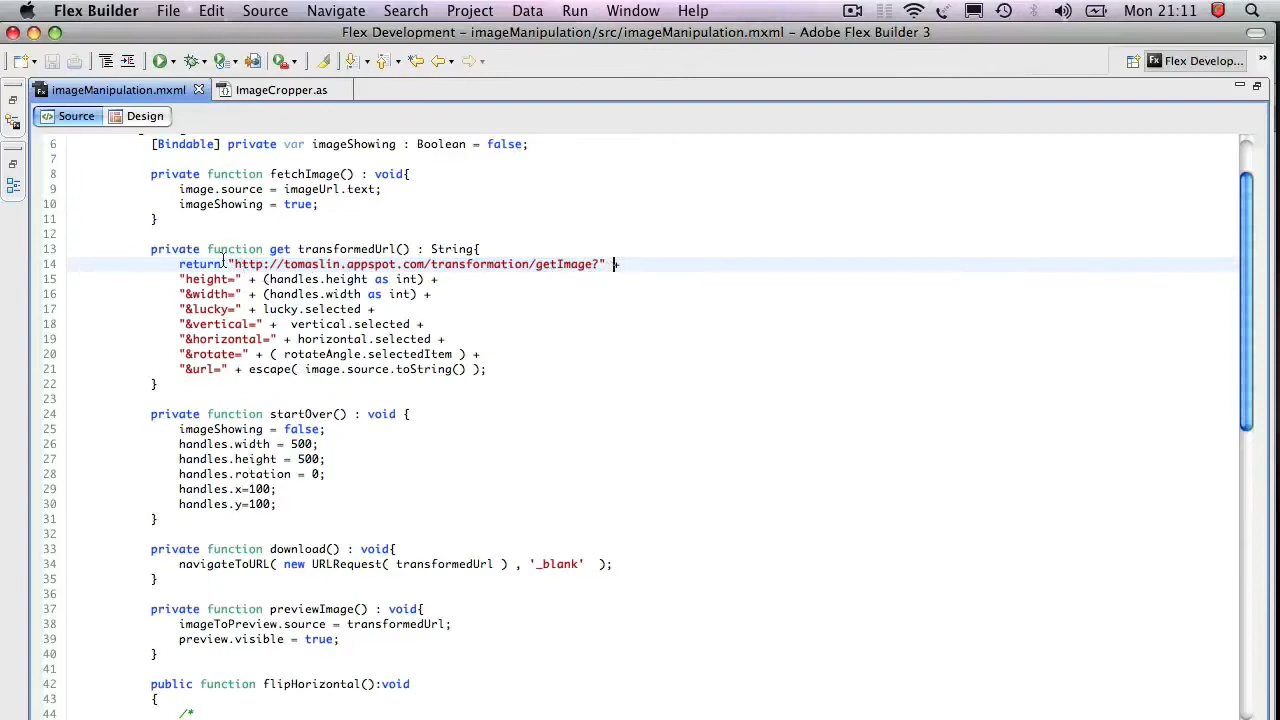 Flex Builder File Edit Source Navigate Search Project Data Run Window Help Mon 21:11
Flex Development - imageManipulation/src/imageManipulation.mxml - Adobe Flex Builder 3
Flex Develop... »
imageManipulation.mxml ImageCropper.as
Source Design
6 [Bindable] private var imageShowing : Boolean = false;
7
8 private function fetchImage() : void{
9 image.source = imageUrl.text;
10 imageShowing = true;
11 }
12
13 private function get transformedUrl() : String{
14 return "http://tomaslin.appspot.com/transformation/getImage?" +
15 "height=" + (handles.height as int) +
16 "&width=" + (handles.width as int) +
17 "&lucky=" + lucky.selected +
18 "&vertical=" + vertical.selected +
19 "&horizontal=" + horizontal.selected +
20 "&rotate=" + ( rotateAngle.selectedItem ) +
21 "&url=" + escape( image.source.toString() );
22 }
23
24 private function startOver() : void {
25 imageShowing = false;
26 handles.width = 500;
27 handles.height = 500;
28 handles.rotation = 0;
29 handles.x=100;
30 handles.y=100;
31 }
32
33 private function download() : void{
34 navigateToURL( new URLRequest( transformedUrl ) , '_blank' );
35 }
36
37 private function previewImage() : void{
38 imageToPreview.source = transformedUrl;
39 preview.visible = true;
40 }
41
42 public function flipHorizontal():void
43 {
44 /*